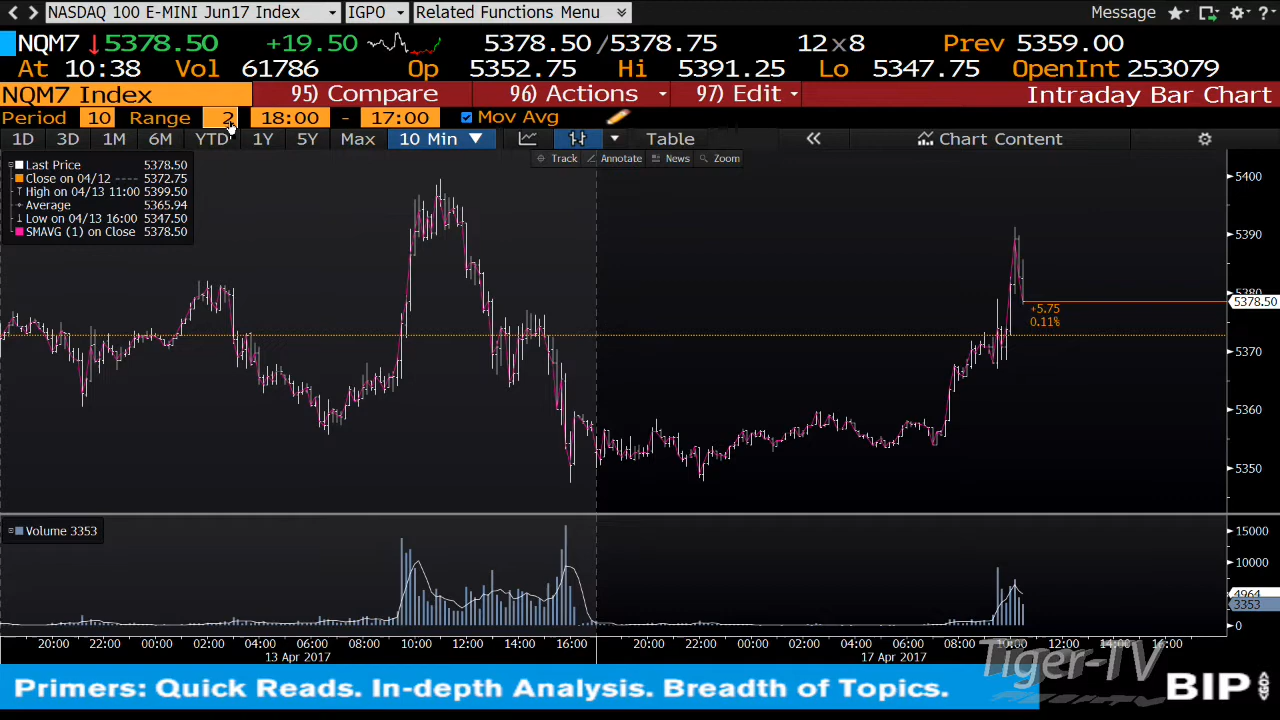 NASDAQ 100 E-MINI Jun17 Index IGPO Related Functions Menu Message
NQM7 5378.50 +19.50 5378.50/5378.75 12x8 Prev 5359.00
At 10:38 Vol 61786 Op 5352.75 Hi 5391.25 Lo 5347.75 OpenInt 253079
NQM7 Index 95) Compare 96) Actions 97) Edit Intraday Bar Chart
Period 10 Range 2 18:00 - 17:00 Mov Avg
1D 3D 1M 6M YTD 1Y 5Y Max 10 Min Table Chart Content
Track Annotate News Zoom
Last Price 5378.50
Close on 04/12 ---- 5372.75
High on 04/13 11:00 5399.50
Average 5365.94
Low on 04/13 16:00 5347.50
SMAVG (1) on Close 5378.50
5400
5390
5380
5378.50
+5.75
0.11%
5370
5360
5350
Volume 3353
15000
10000
4964
3353
0
20:00 22:00 00:00 02:00 04:00 06:00 08:00 10:00 12:00 14:00 16:00 20:00 22:00 00:00 02:00 04:00 06:00 08:00 10:00 12:00 14:00 16:00
13 Apr 2017 17 Apr 2017
Tiger-TV
Primers: Quick Reads. In-depth Analysis. Breadth of Topics.
BIP GO